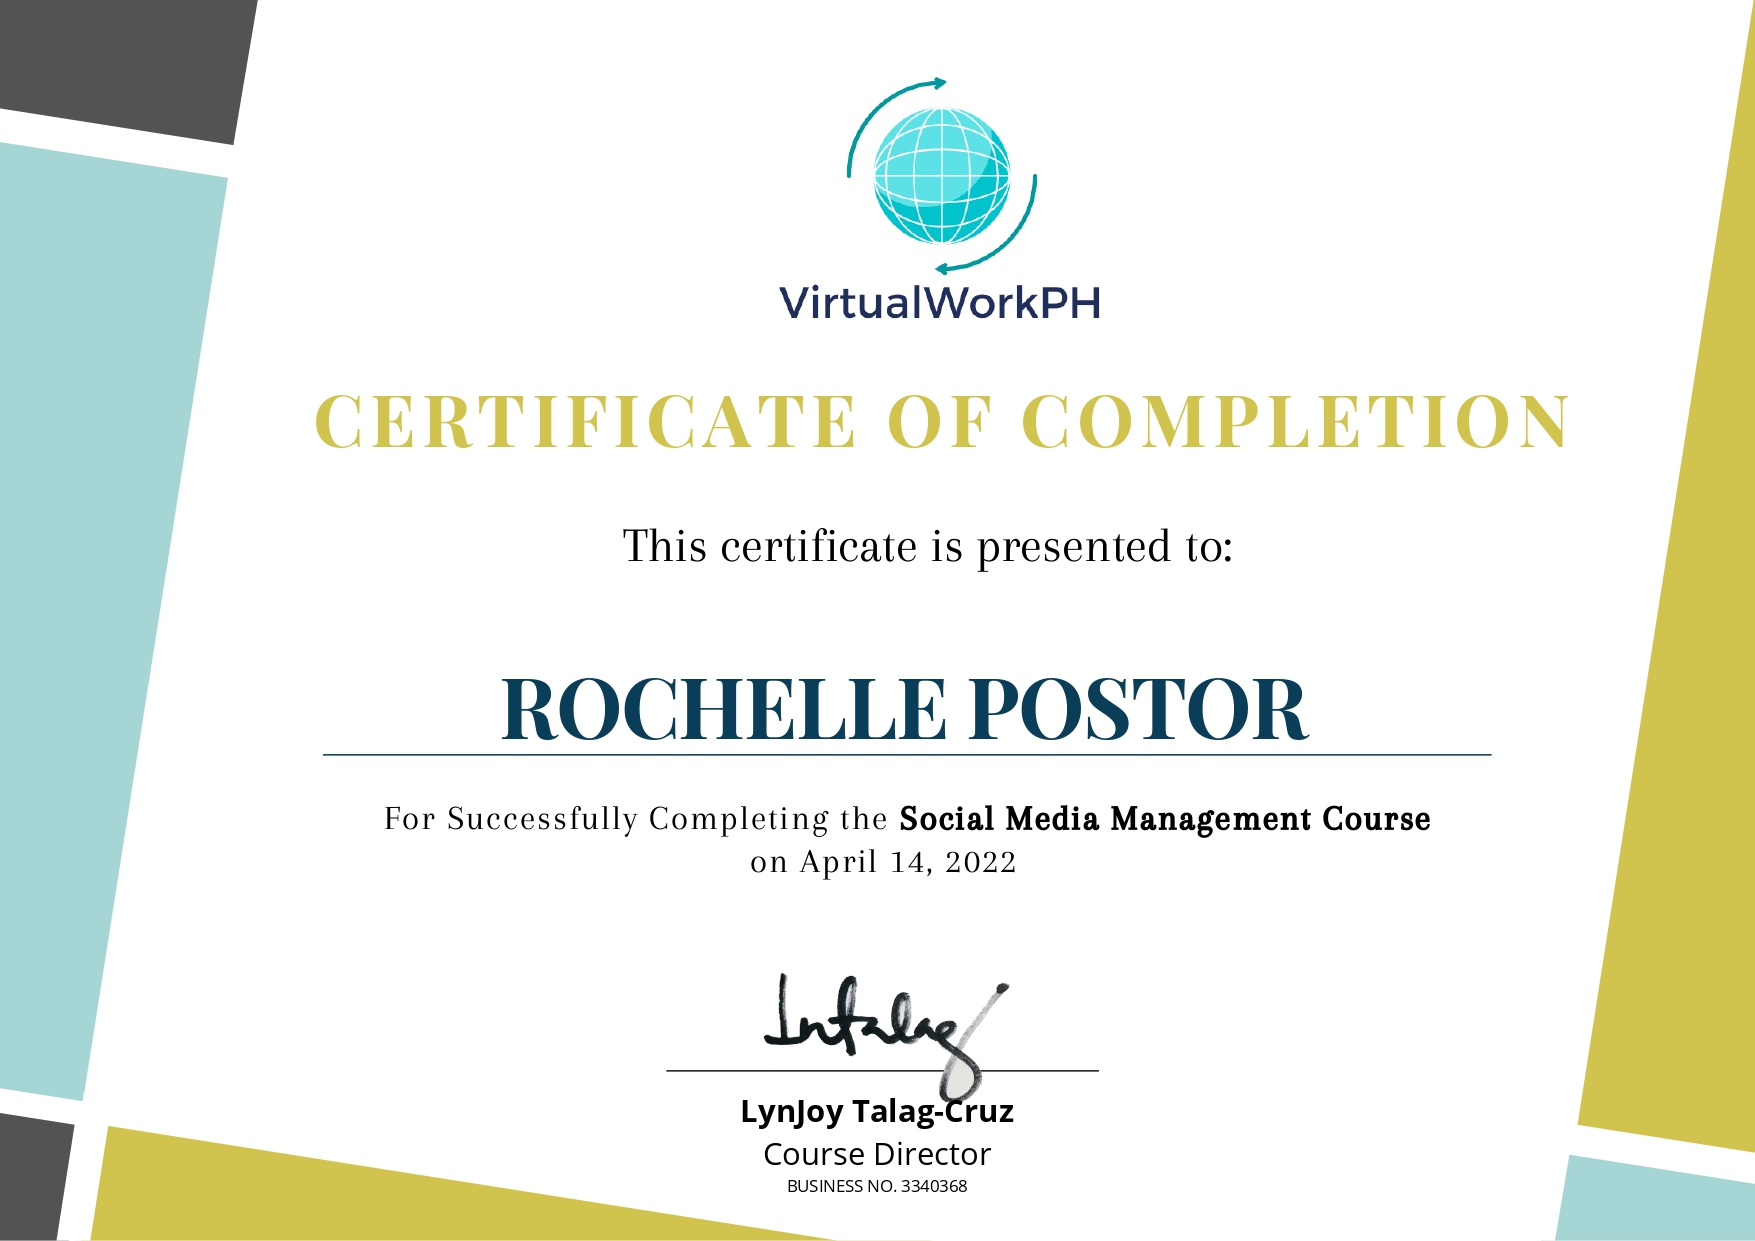 VirtualWorkPH
CERTIFICATE OF COMPLETION
This certificate is presented to:
ROCHELLE POSTOR
For Successfully Completing the Social Media Management Course
on April 14, 2022
LynJoy Talag-Cruz
Course Director
BUSINESS NO. 3340368